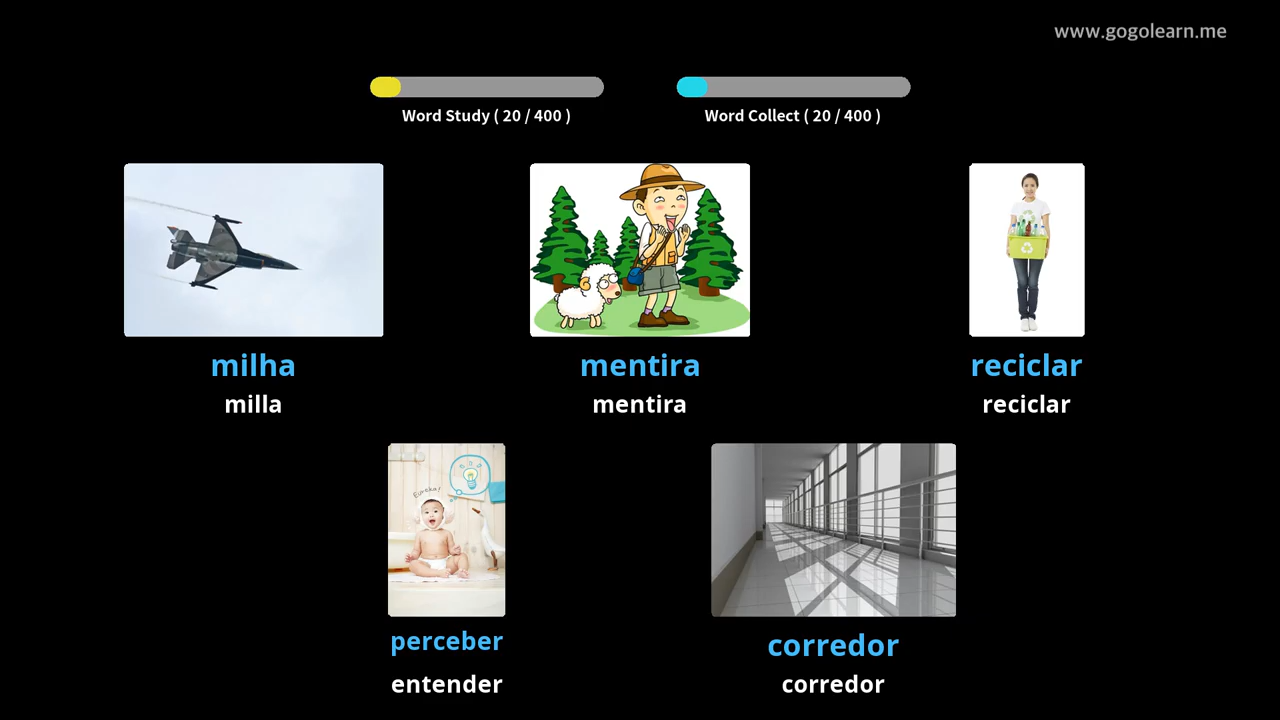 www.gogolearn.me
Word Study ( 20 / 400 )
Word Collect ( 20 / 400 )
milha
milla
mentira
mentira
reciclar
reciclar
Eureka!
perceber
entender
corredor
corredor